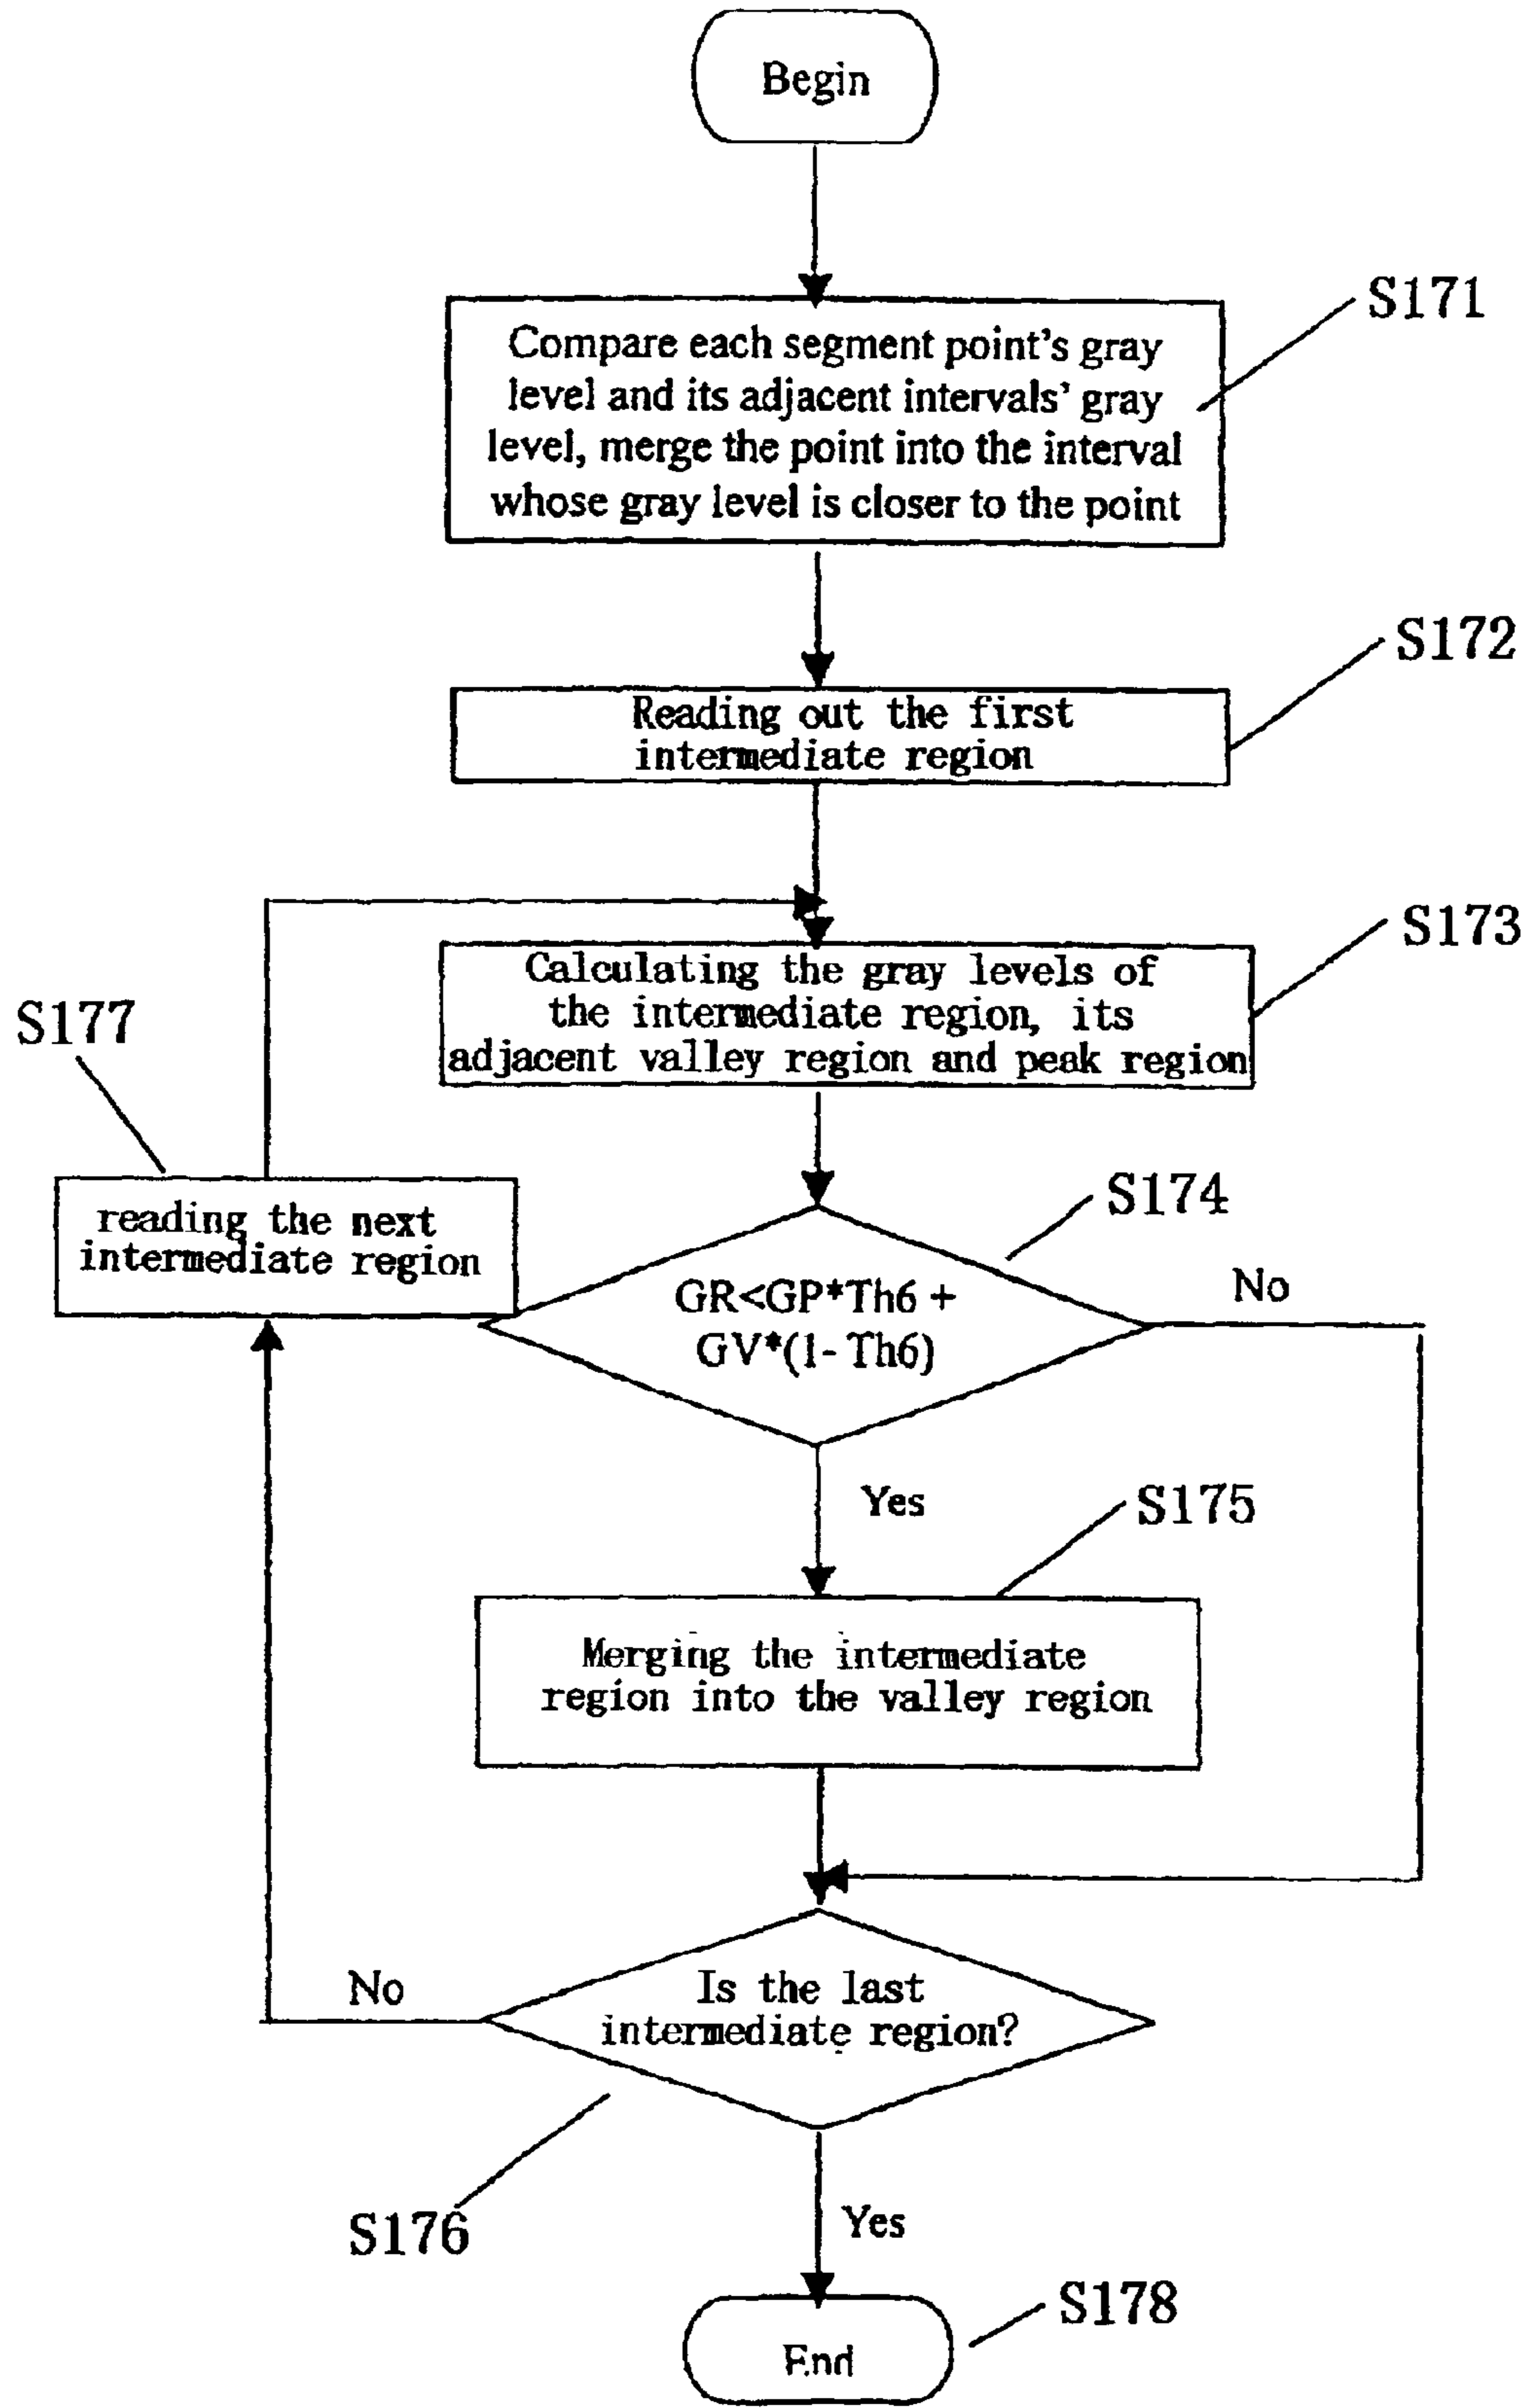 Begin
S171
Compare each segment point's gray
level and its adjacent intervals' gray
level, merge the point into the interval
whose gray level is closer to the point
S172
Reading out the first
intermediate region
S173
Calculating the gray levels of
the intermediate region, its
adjacent valley region and peak region
S177
reading the next
intermediate region
S174
GR<GP*Th6 +
GV*(1- Th6)
No
Yes
S175
Merging the intermediate
region into the valley region
Is the last
intermediate region?
No
S176
Yes
S178
End